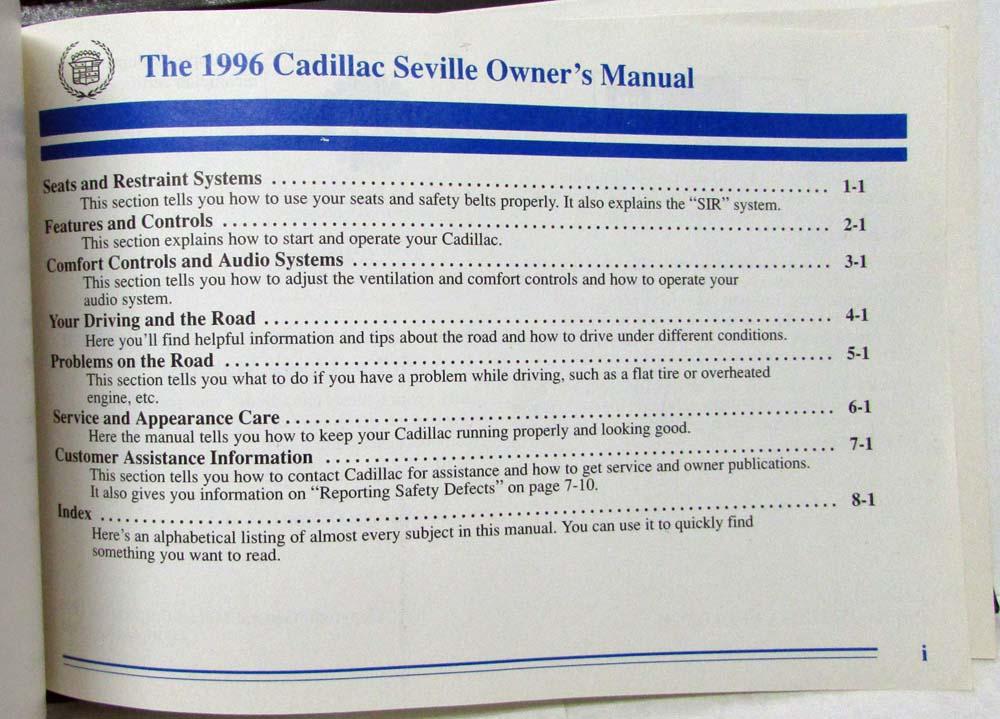 The 1996 Cadillac Seville Owner's Manual
Seats and Restraint Systems ........................................................ 1-1
This section tells you how to use your seats and safety belts properly. It also explains the “SIR” system.
Features and Controls ........................................................ 2-1
This section explains how to start and operate your Cadillac.
Comfort Controls and Audio Systems ........................................................ 3-1
This section tells you how to adjust the ventilation and comfort controls and how to operate your
audio system.
Your Driving and the Road ........................................................ 4-1
Here you'll find helpful information and tips about the road and how to drive under different conditions.
Problems on the Road ........................................................ 5-1
This section tells you what to do if you have a problem while driving, such as a flat tire or overheated
engine, etc.
Service and Appearance Care ........................................................ 6-1
Here the manual tells you how to keep your Cadillac running properly and looking good.
Customer Assistance Information ........................................................ 7-1
This section tells you how to contact Cadillac for assistance and how to get service and owner publications.
It also gives you information on “Reporting Safety Defects” on page 7-10.
Index ........................................................ 8-1
Here's an alphabetical listing of almost every subject in this manual. You can use it to quickly find
something you want to read.
i